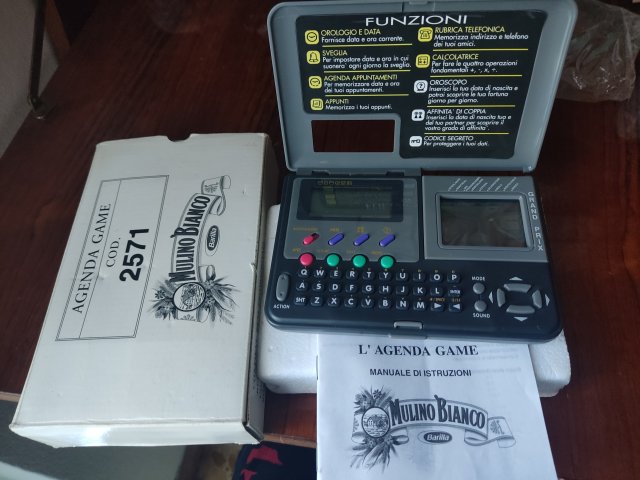 FUNZIONI
OROLOGIO E DATA
Fornisce data e ora corrente.
SVEGLIA
Per impostare data e ora in cui
suonera' ogni giorno la sveglia.
AGENDA APPUNTAMENTI
Per memorizzare data e ora
dei tuoi appuntamenti.
APPUNTI
Memorizza i tuoi appunti.
RUBRICA TELEFONICA
Memorizza indirizzo e telefono
dei tuoi amici.
CALCOLATRICE
Per fare le quattro operazioni
fondamentali +, -, x, ÷.
OROSCOPO
Inserisci la tua data di nascita e
potrai scoprire la tua fortuna
giorno per giorno.
AFFINITA' DI COPPIA
Inserisci la data di nascita tua e
del tuo partner per scoprire il
vostro grado di affinita'.
CODICE SEGRETO
Per proteggere i tuoi dati.
AGENDA GAME
COD.
2571
MULINO BIANCO
Barilla
GRAND PRIX
Q W E R T Y U I O P
A S D F G H J K L ENTER
SHT Z X C V B N M
ACTION
MODE
SOUND
L'AGENDA GAME
MANUALE DI ISTRUZIONI
MULINO BIANCO
Barilla